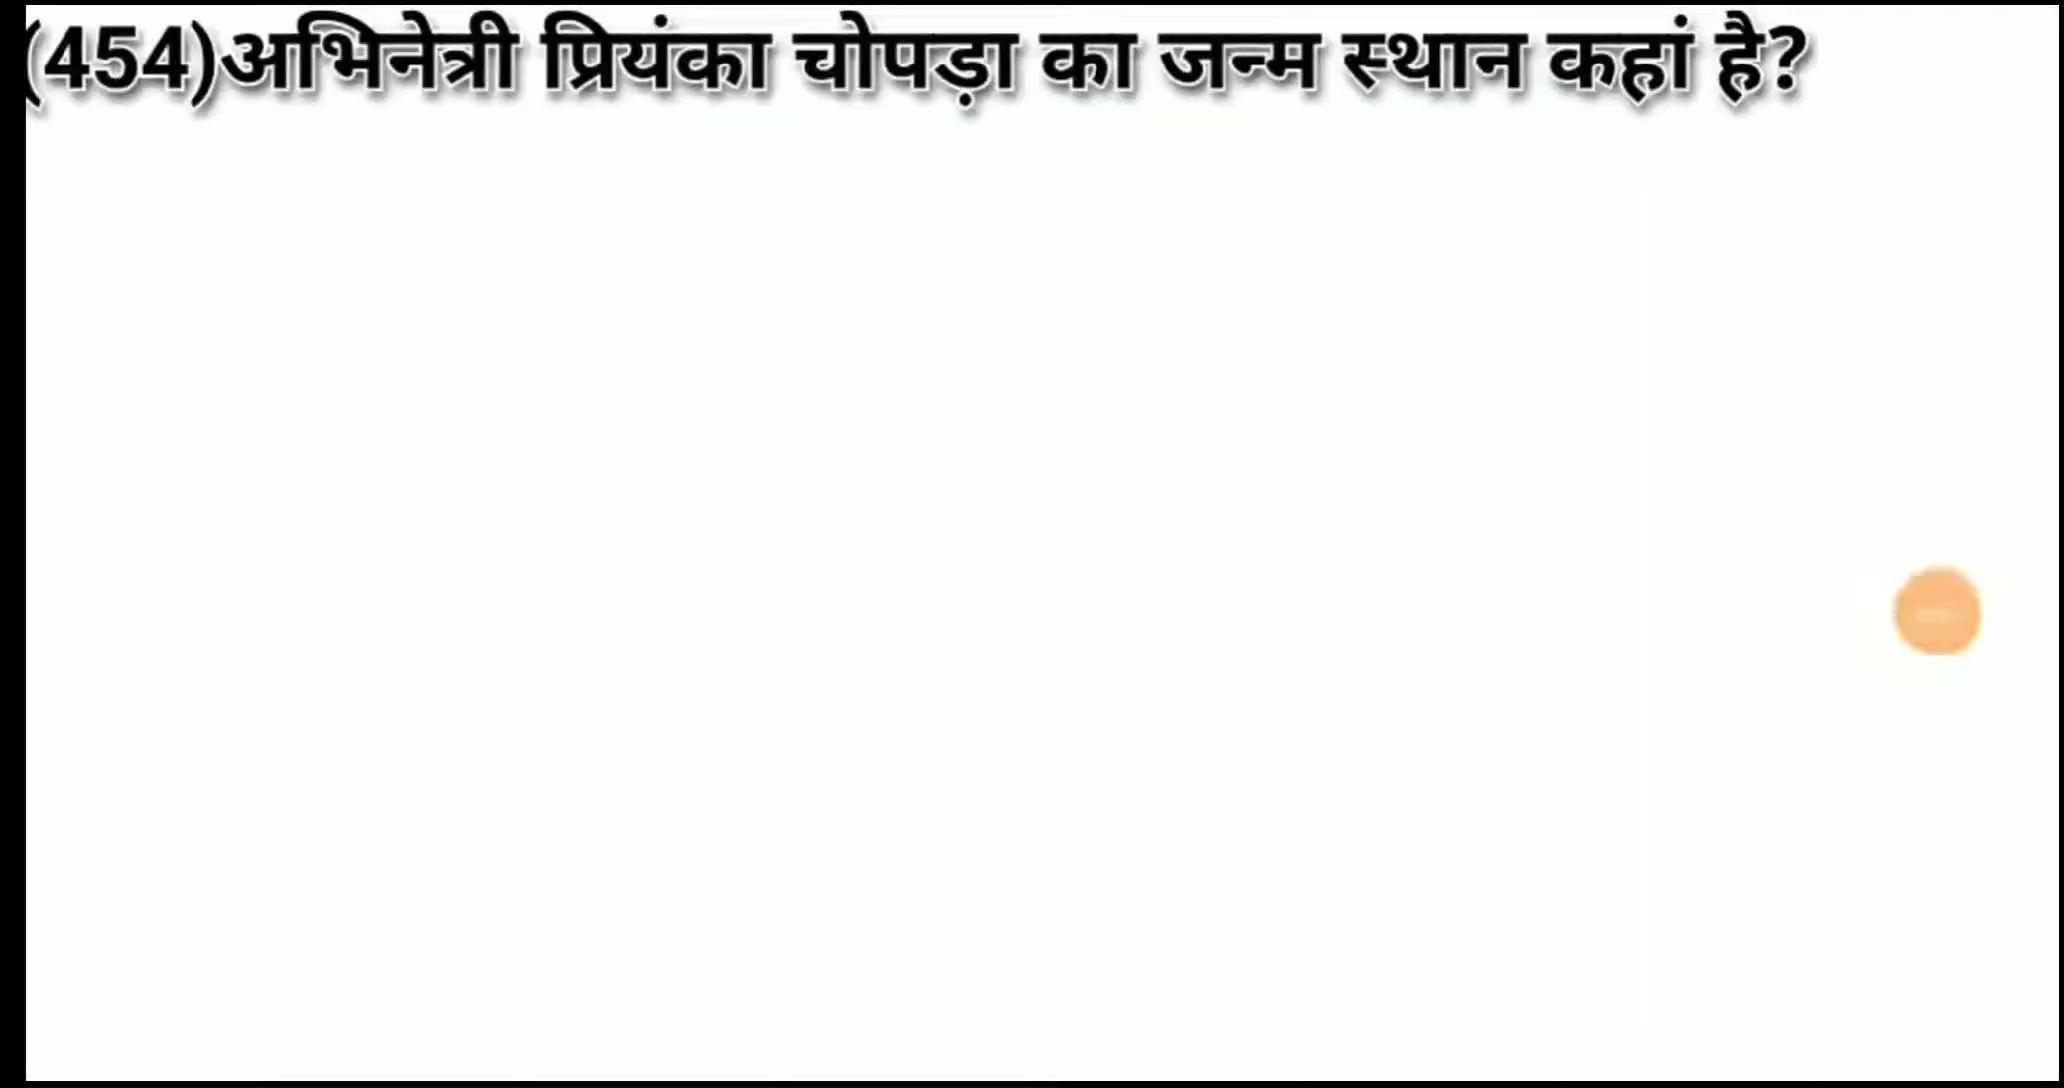 (454)अभिनेत्री प्रियंका चोपड़ा का जन्म स्थान कहां है?